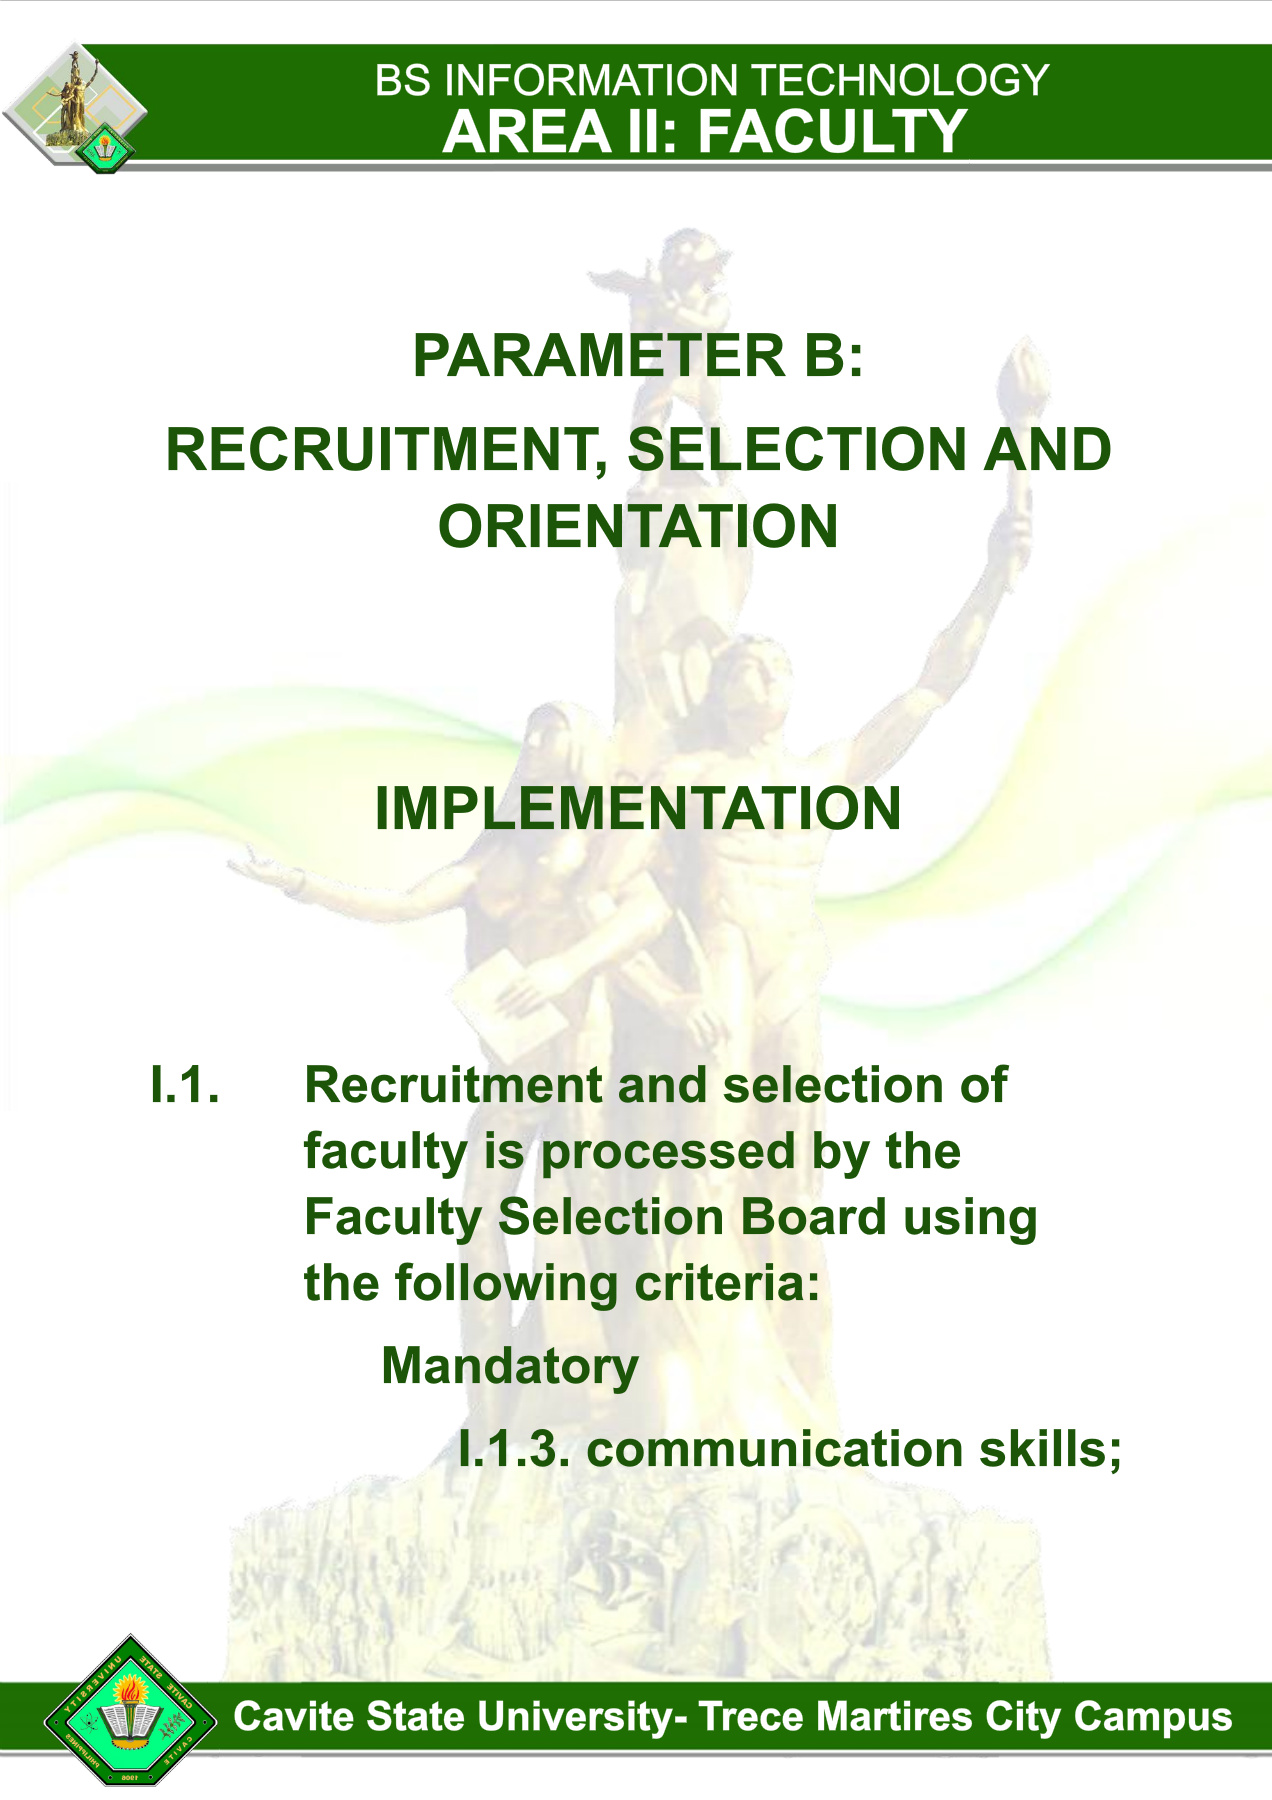 BS INFORMATION TECHNOLOGY
AREA II: FACULTY
PARAMETER B:
RECRUITMENT, SELECTION AND
ORIENTATION
IMPLEMENTATION
I.1. Recruitment and selection of
faculty is processed by the
Faculty Selection Board using
the following criteria:
Mandatory
I.1.3. communication skills;
CAVITE STATE UNIVERSITY
CAVITE
PHILIPPINES
1906
Cavite State University- Trece Martires City Campus